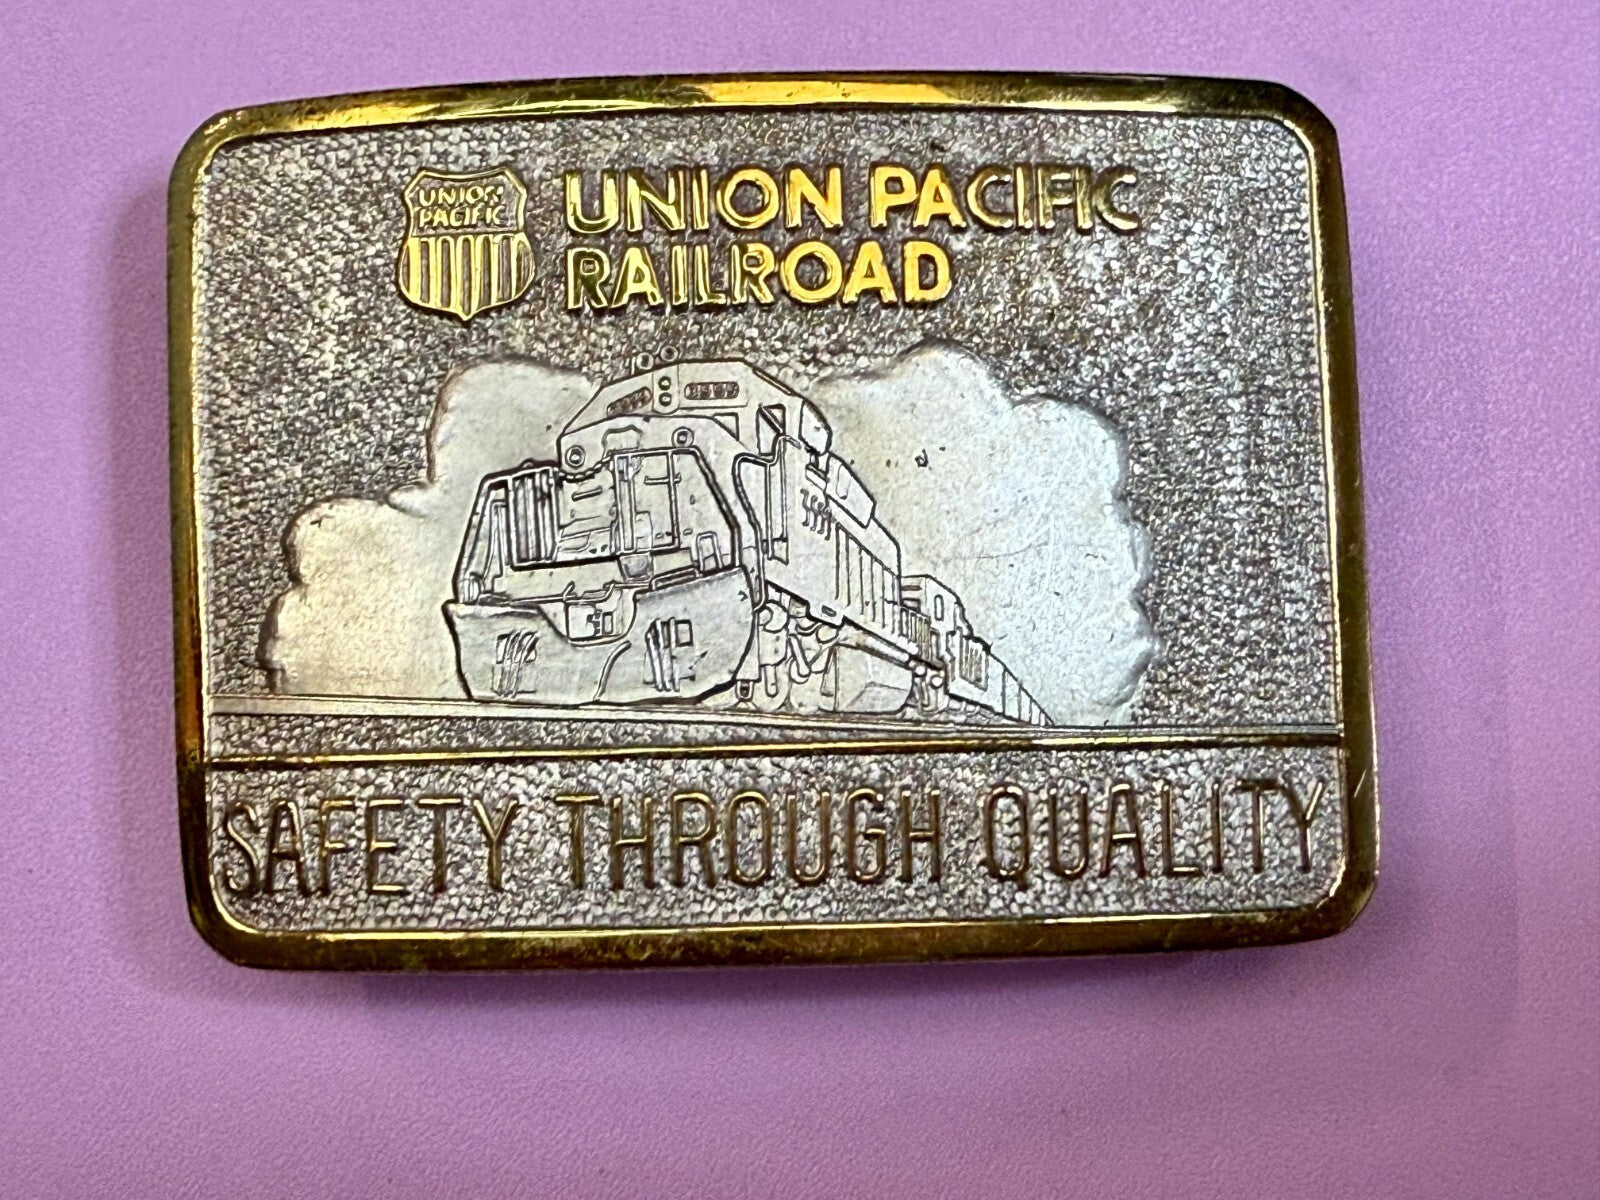 UNION
PACIFIC
UNION PACIFIC
RAILROAD
SAFETY THROUGH QUALITY